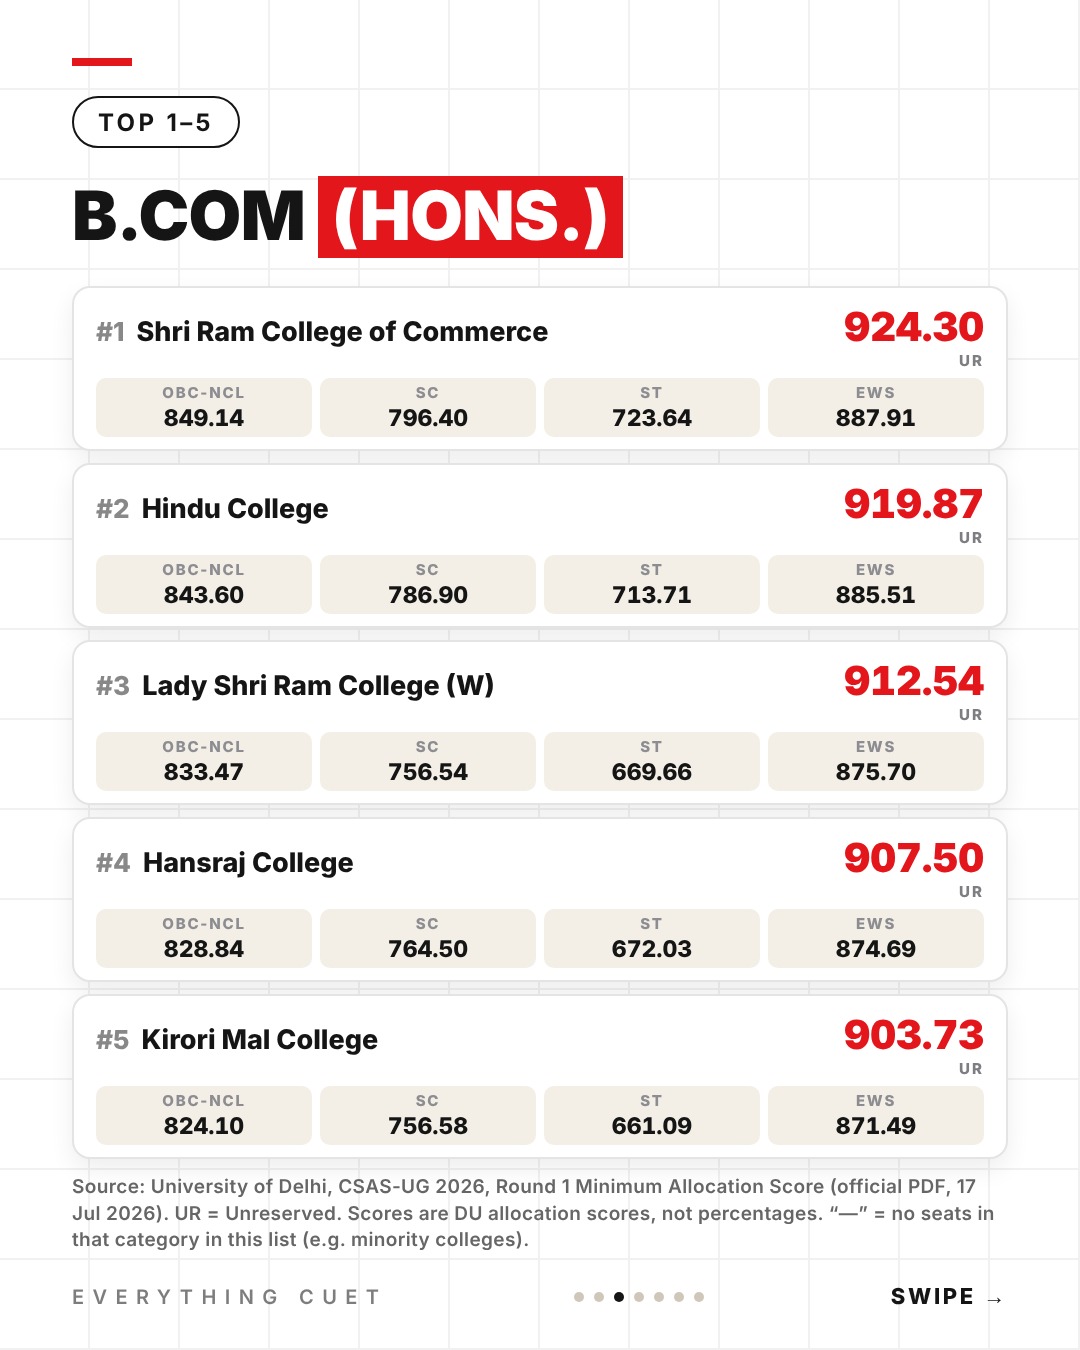 TOP 1–5
B.COM (HONS.)
#1 Shri Ram College of Commerce 924.30
UR
OBC-NCL SC ST EWS
849.14 796.40 723.64 887.91
#2 Hindu College 919.87
UR
OBC-NCL SC ST EWS
843.60 786.90 713.71 885.51
#3 Lady Shri Ram College (W) 912.54
UR
OBC-NCL SC ST EWS
833.47 756.54 669.66 875.70
#4 Hansraj College 907.50
UR
OBC-NCL SC ST EWS
828.84 764.50 672.03 874.69
#5 Kirori Mal College 903.73
UR
OBC-NCL SC ST EWS
824.10 756.58 661.09 871.49
Source: University of Delhi, CSAS-UG 2026, Round 1 Minimum Allocation Score (official PDF, 17
Jul 2026). UR = Unreserved. Scores are DU allocation scores, not percentages. “—” = no seats in
that category in this list (e.g. minority colleges).
EVERYTHING CUET SWIPE →